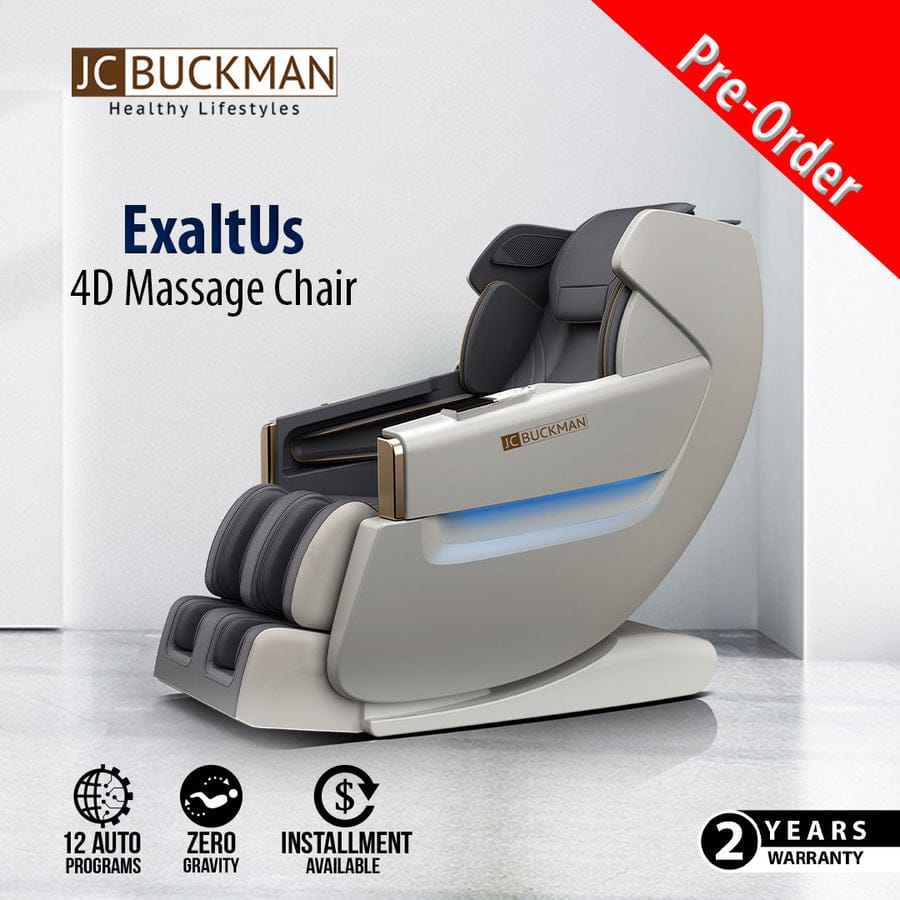 JC BUCKMAN
Healthy Lifestyles
Pre-Order
ExaltUs
4D Massage Chair
JC BUCKMAN
12 AUTO
PROGRAMS
ZERO
GRAVITY
$
INSTALLMENT
AVAILABLE
2 YEARS
WARRANTY